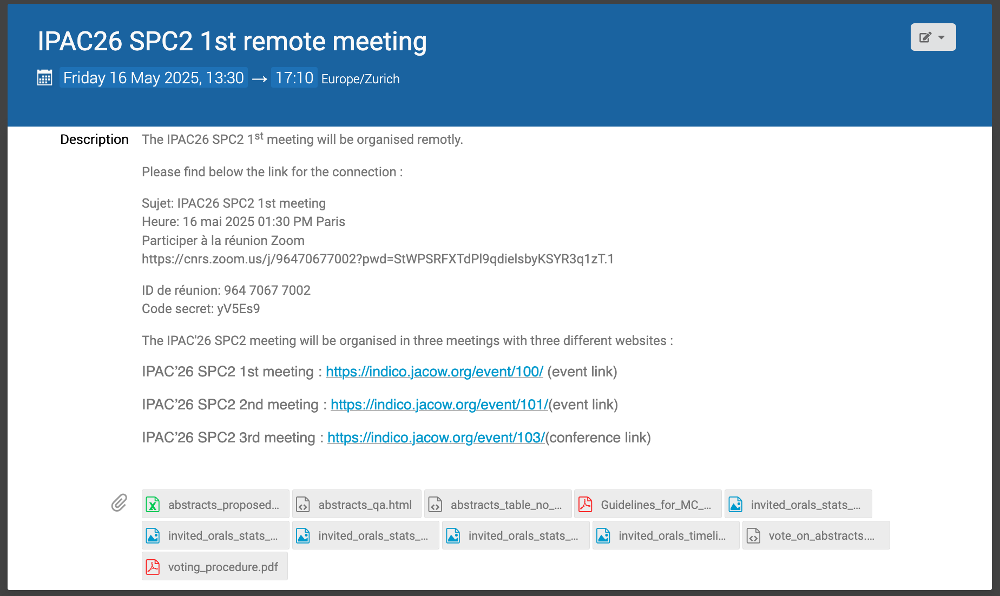 IPAC26 SPC2 1st remote meeting
Friday 16 May 2025, 13:30 → 17:10 Europe/Zurich
Description
The IPAC26 SPC2 1st meeting will be organised remotly.
Please find below the link for the connection :
Sujet: IPAC26 SPC2 1st meeting
Heure: 16 mai 2025 01:30 PM Paris
Participer à la réunion Zoom
https://cnrs.zoom.us/j/96470677002?pwd=StWPSRFXTdPl9qdielsbyKSYR3q1zT.1
ID de réunion: 964 7067 7002
Code secret: yV5Es9
The IPAC'26 SPC2 meeting will be organised in three meetings with three different websites :
IPAC’26 SPC2 1st meeting : https://indico.jacow.org/event/100/ (event link)
IPAC’26 SPC2 2nd meeting : https://indico.jacow.org/event/101/(event link)
IPAC’26 SPC2 3rd meeting : https://indico.jacow.org/event/103/(conference link)
abstracts_proposed... abstracts_qa.html abstracts_table_no_... Guidelines_for_MC_... invited_orals_stats_...
invited_orals_stats_... invited_orals_stats_... invited_orals_stats_... invited_orals_timeli... vote_on_abstracts....
voting_procedure.pdf